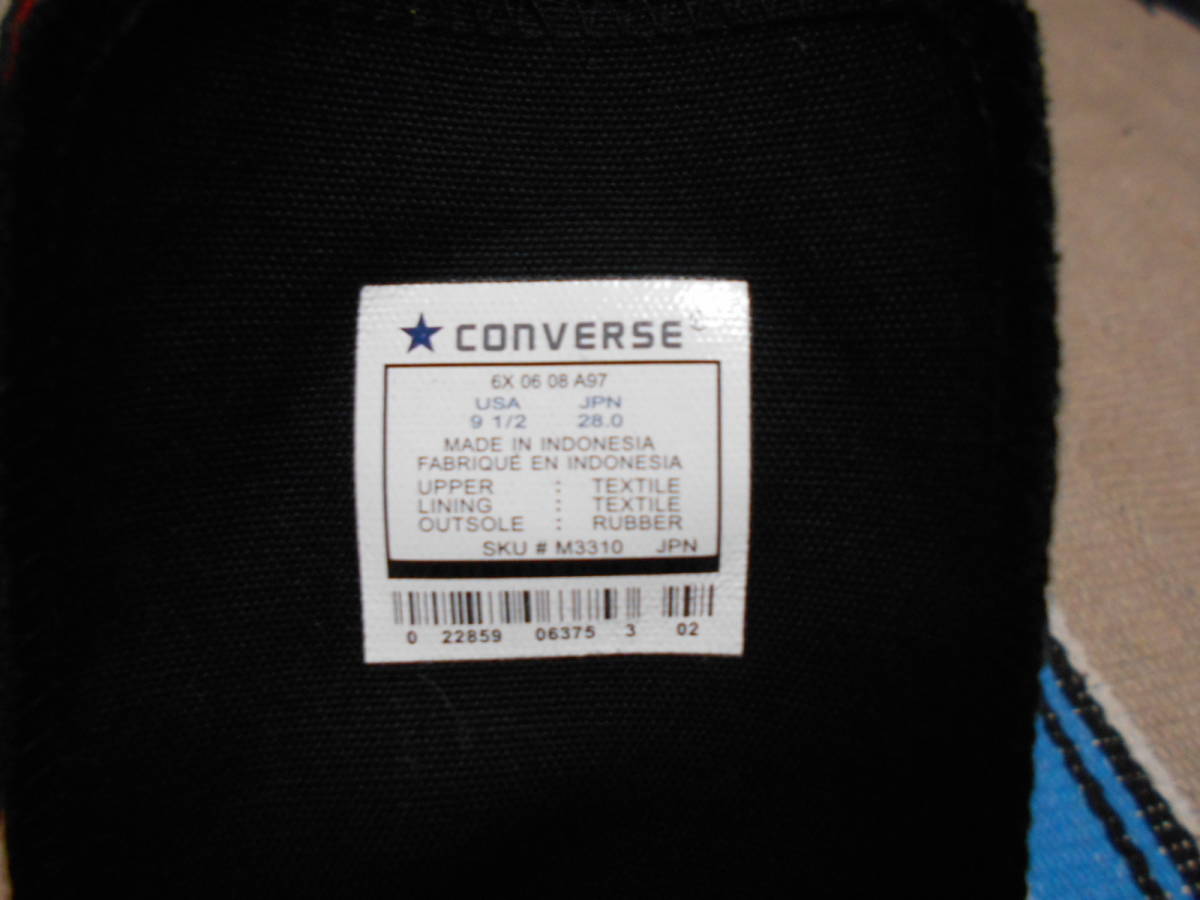 CONVERSE®
6X 06 08 A97
USA JPN
9 1/2 28.0
MADE IN INDONESIA
FABRIQUÉ EN INDONESIA
UPPER : TEXTILE
LINING : TEXTILE
OUTSOLE : RUBBER
SKU # M3310 JPN
0 22859 06375 3 02